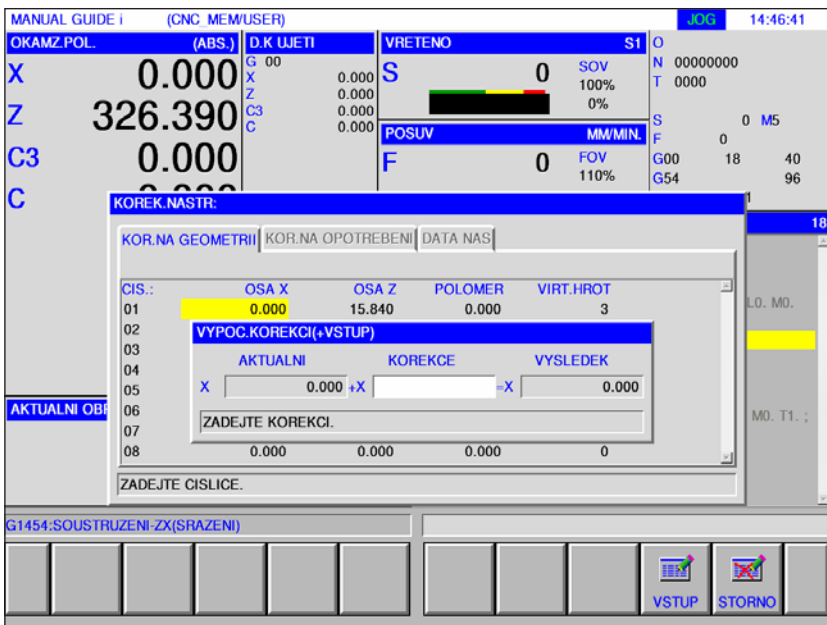 MANUAL GUIDE i (CNC_MEM/USER) JOG 14:46:41
OKAMZ.POL. (ABS.) D.K UJETI VRETENO S1 O
G 00 N 00000000
X 0.000 X 0.000 S 0 SOV T 0000
Z 0.000 100%
Z 326.390 C3 0.000 0%
C 0.000 S 0 M5
POSUV MM/MIN. F 0
C3 0.000 F 0 FOV G00 18 40
110% G54 96
C
KOREK.NASTR:
18
KOR.NA GEOMETRII KOR.NA OPOTREBENI DATA NAS
CIS.: OSA X OSA Z POLOMER VIRT.HROT
01 0.000 15.840 0.000 3 L0. M0.
02 VYPOC.KOREKCI(+VSTUP)
03
04 AKTUALNI KOREKCE VYSLEDEK
05 X 0.000 +X =X 0.000
AKTUALNI OBR 06 M0. T1. ;
07 ZADEJTE KOREKCI.
08 0.000 0.000 0.000 0
ZADEJTE CISLICE.
G1454:SOUSTRUZENI-ZX(SRAZENI)
VSTUP STORNO